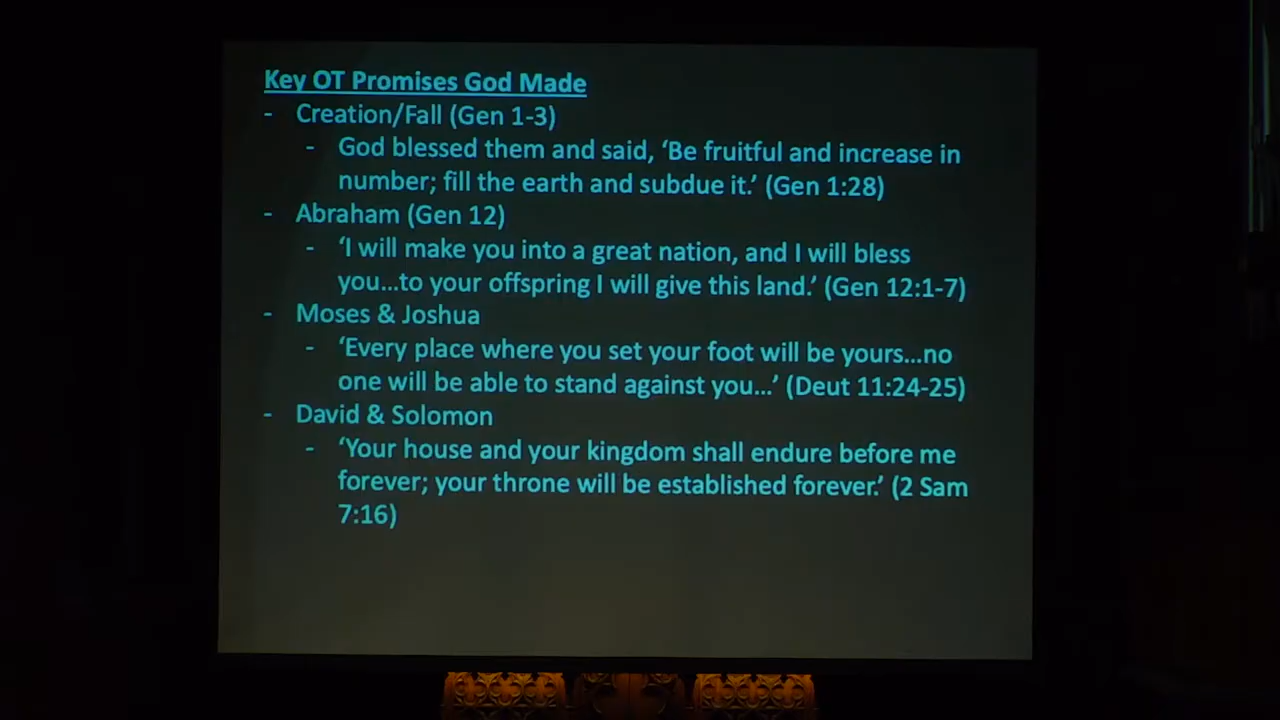 Key OT Promises God Made
- Creation/Fall (Gen 1-3)
- God blessed them and said, ‘Be fruitful and increase in
number; fill the earth and subdue it.’ (Gen 1:28)
- Abraham (Gen 12)
- ‘I will make you into a great nation, and I will bless
you…to your offspring I will give this land.’ (Gen 12:1-7)
- Moses & Joshua
- ‘Every place where you set your foot will be yours…no
one will be able to stand against you…’ (Deut 11:24-25)
- David & Solomon
- ‘Your house and your kingdom shall endure before me
forever; your throne will be established forever.’ (2 Sam
7:16)